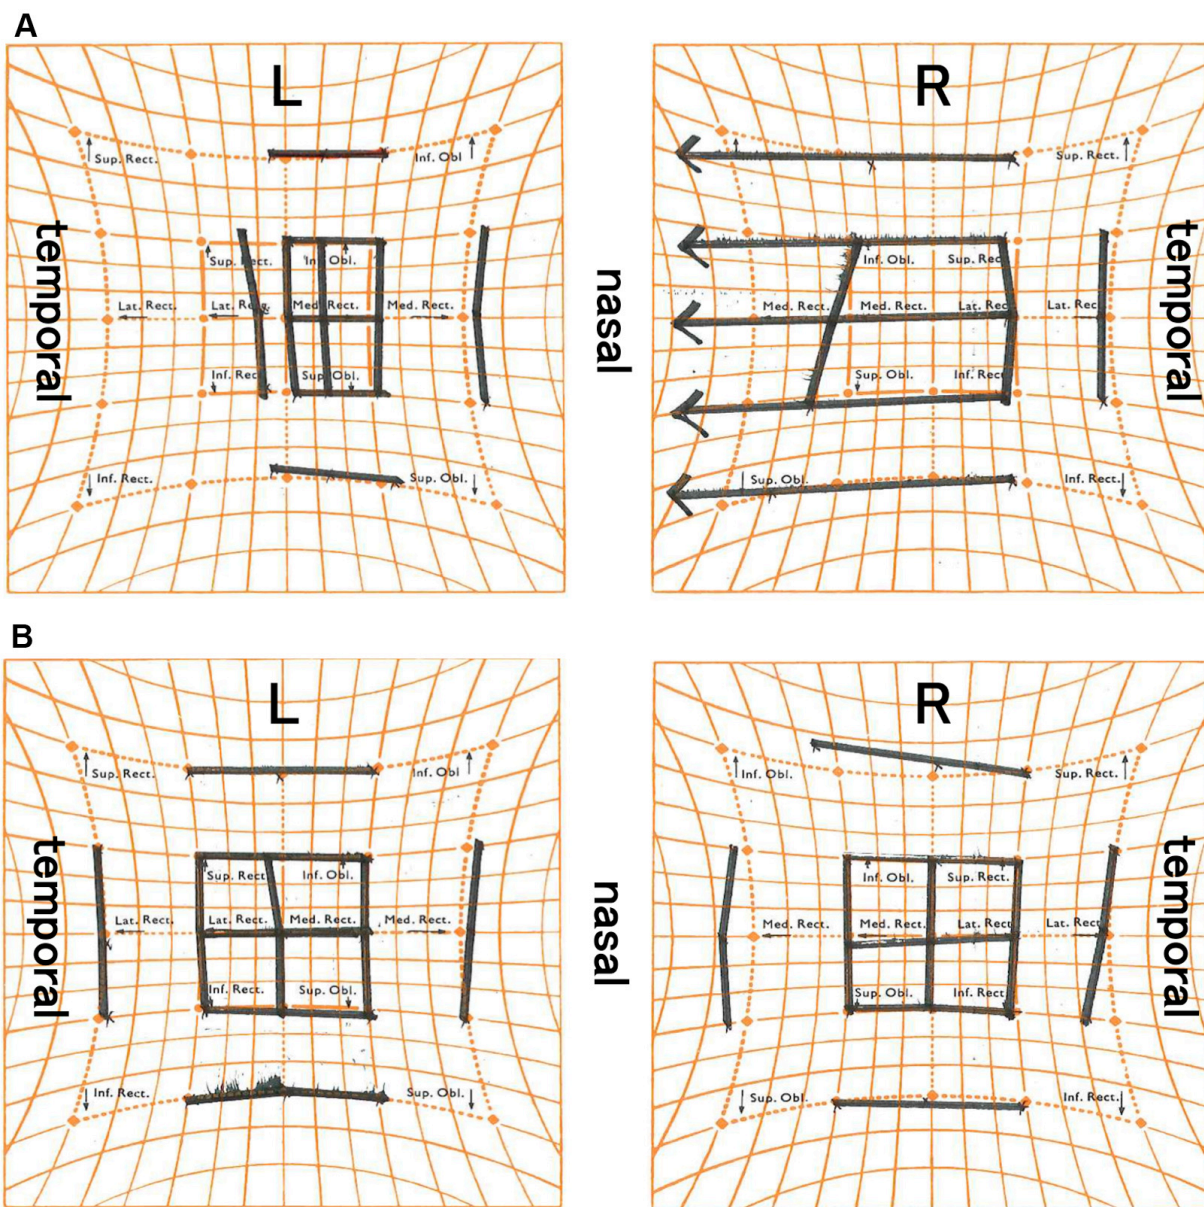 A
L
R
Sup. Rect.
Inf. Obl
Sup. Rect.
temporal
nasal
temporal
Sup. Rect.
Inf. Obl.
Inf. Obl.
Sup. Rec
Lat. Rect.
Lat. Rect.
Med. Rect.
Med. Rect.
Med. Rect.
Med. Rect.
Lat. Rect
Lat. Rect.
Inf. Rect
Sup. Obl.
Sup. Obl.
Inf. Rect
Inf. Rect.
Sup. Obl.
Sup. Obl.
Inf. Rect.
B
L
R
Sup. Rect.
Inf. Obl
Inf. Obl.
Sup. Rect.
temporal
nasal
temporal
Sup. Rect
Inf. Obl.
Inf. Obl.
Sup. Rect.
Lat. Rect.
Lat. Rect.
Med. Rect.
Med. Rect.
Med. Rect.
Med. Rect.
Lat. Rect.
Lat. Rect.
Inf. Rect.
Sup. Obl.
Sup. Obl.
Inf. Rect
Inf. Rect.
Sup. Obl.
Sup. Obl.
Inf. Rect.